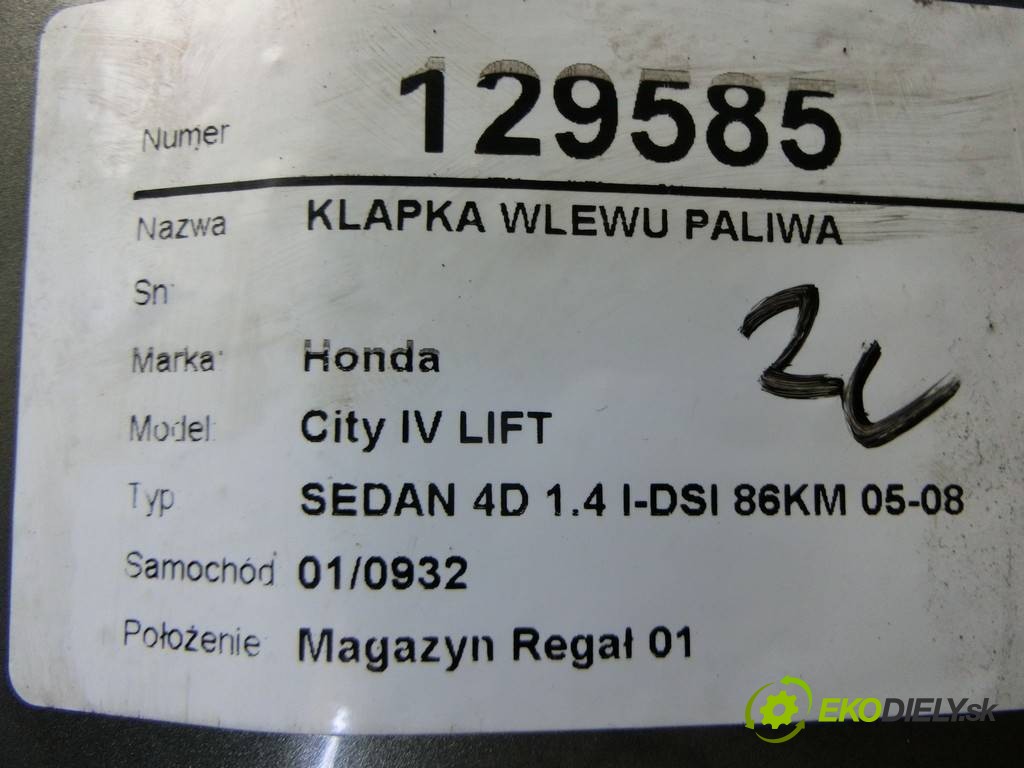 Numer 129585
Nazwa KLAPKA WLEWU PALIWA
Sn
Marka: Honda
Model: City IV LIFT
Typ SEDAN 4D 1.4 I-DSI 86KM 05-08
Samochód 01/0932
Położenie Magazyn Regał 01
EKODIELY.sk